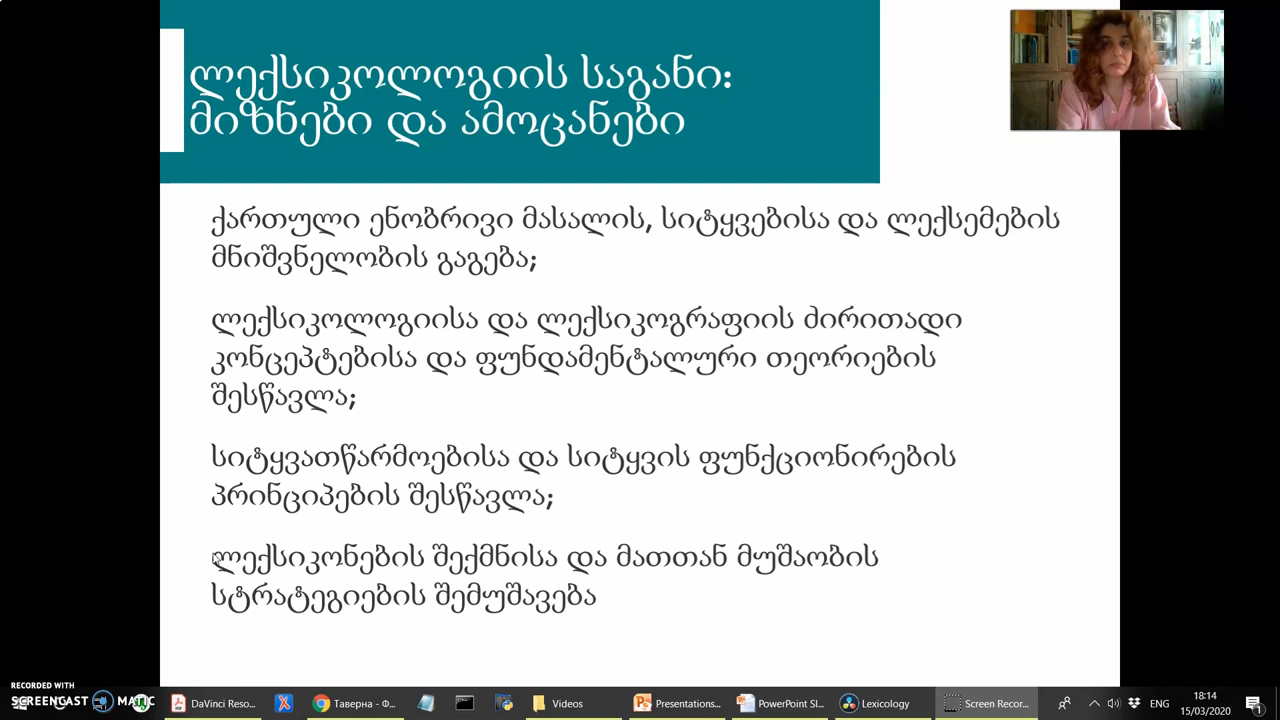 ლექსიკოლოგიის საგანი:
მიზნები და ამოცანები
ქართული ენობრივი მასალის, სიტყვებისა და ლექსემების
მნიშვნელობის გაგება;
ლექსიკოლოგიისა და ლექსიკოგრაფიის ძირითადი
კონცეპტებისა და ფუნდამენტალური თეორიების
შესწავლა;
სიტყვათწარმოებისა და სიტყვის ფუნქციონირების
პრინციპების შესწავლა;
ლექსიკონების შექმნისა და მათთან მუშაობის
სტრატეგიების შემუშავება
RECORDED WITH
SCREENCAST MATIC
DaVinci Reso...
Таверна - Ф...
Videos
Presentations...
PowerPoint Sl...
Lexicology
Screen Recor...
ENG
18:14
15/03/2020
1